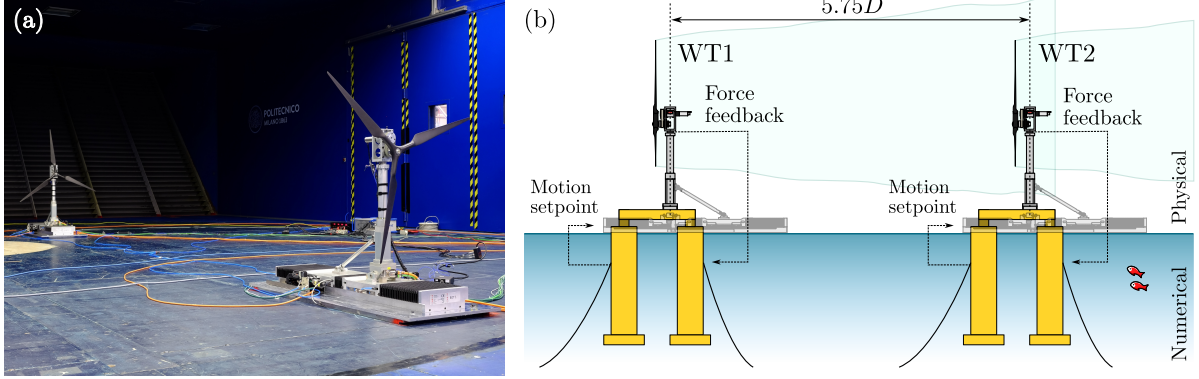 (a)
POLITECNICO
MILANO 1863
(b)
5.75D
WT1
WT2
Force
feedback
Force
feedback
Motion
setpoint
Motion
setpoint
Physical
Numerical